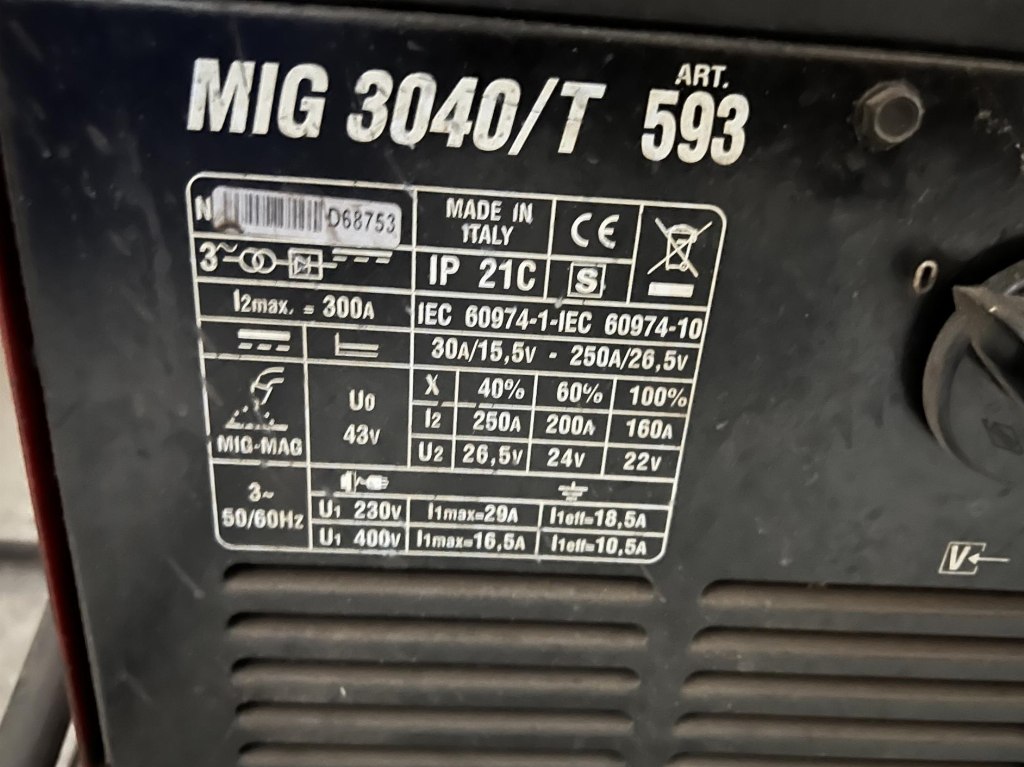 MIG 3040/T ART. 593
N D68753
MADE IN ITALY
CE
3~
IP 21C
S
I2max. = 300A
IEC 60974-1-IEC 60974-10
30A/15,5V - 250A/26,5V
X 40% 60% 100%
U0
43V
I2 250A 200A 160A
MIG-MAG
U2 26,5V 24V 22V
3~
50/60Hz
U1 230V I1max=29A I1eff=18,5A
U1 400V I1max=16,5A I1eff=10,5A
0
V